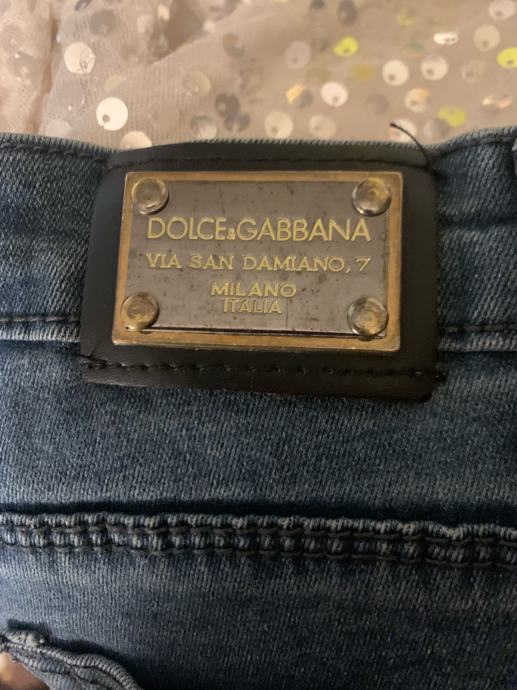 DOLCE&GABBANA
VIA SAN DAMIANO, 7
MILANO
ITALIA